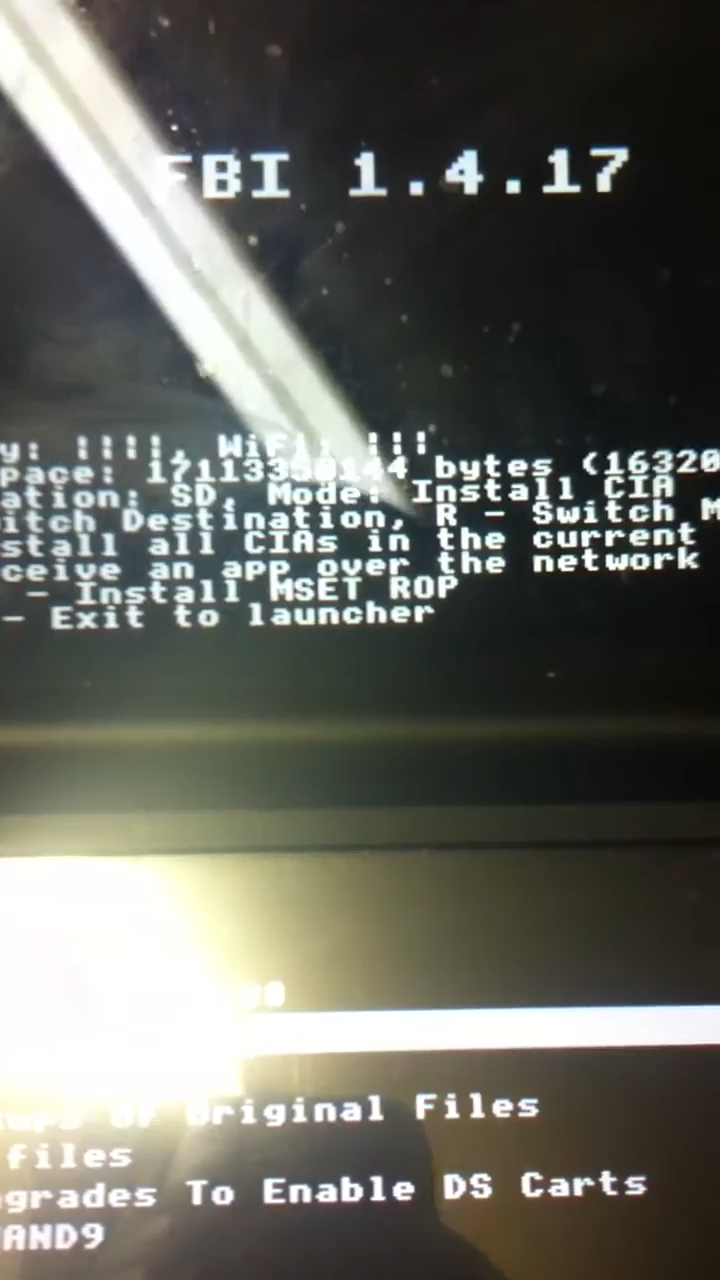 FBI 1.4.17
y: ||||, WiFi: |||
pace: bytes (16320
ation: SD, Mode: Install CIA
itch Destination, R - Switch M
stall all CIAs in the current
ceive an app over the network
- Install MSET ROP
- Exit to launcher
Original Files
files
grades To Enable DS Carts
AND9